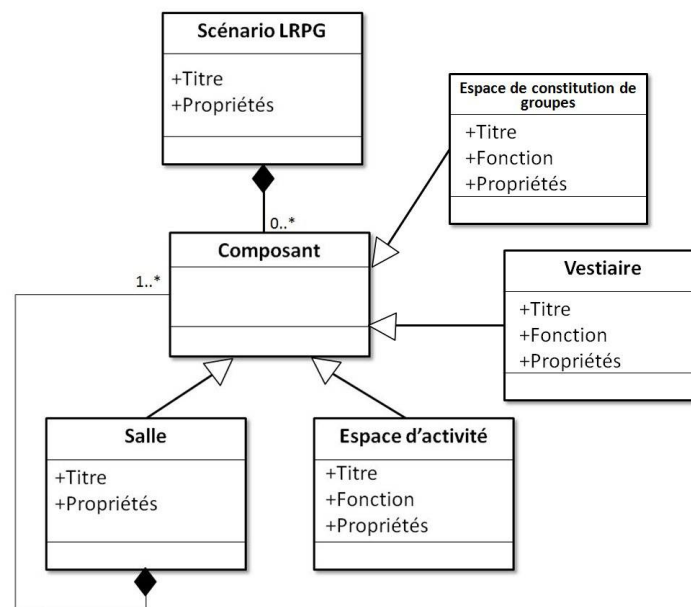 Scénario LRPG
+Titre
+Propriétés
Espace de constitution de
groupes
+Titre
+Fonction
+Propriétés
0..*
Composant
1..*
Vestiaire
+Titre
+Fonction
+Propriétés
Salle
+Titre
+Propriétés
Espace d'activité
+Titre
+Fonction
+Propriétés